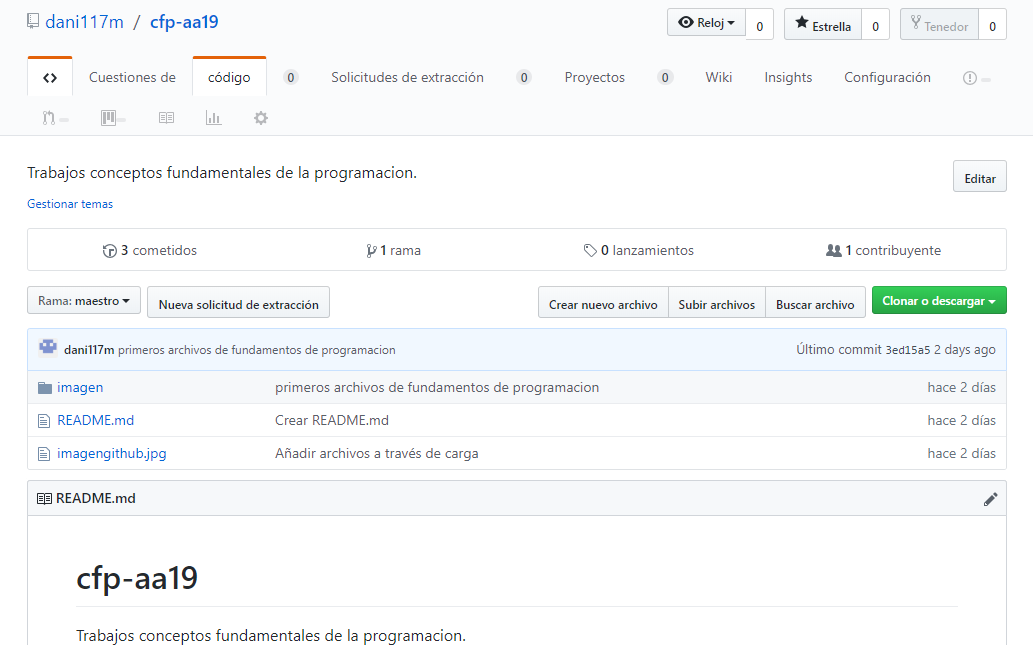 dani117m / cfp-aa19 Reloj 0 Estrella 0 Tenedor 0
<> Cuestiones de código 0 Solicitudes de extracción 0 Proyectos 0 Wiki Insights Configuración
Trabajos conceptos fundamentales de la programacion. Editar
Gestionar temas
3 cometidos 1 rama 0 lanzamientos 1 contribuyente
Rama: maestro Nueva solicitud de extracción Crear nuevo archivo Subir archivos Buscar archivo Clonar o descargar
dani117m primeros archivos de fundamentos de programacion Último commit 3ed15a5 2 days ago
imagen primeros archivos de fundamentos de programacion hace 2 días
README.md Crear README.md hace 2 días
imagengithub.jpg Añadir archivos a través de carga hace 2 días
README.md
cfp-aa19
Trabajos conceptos fundamentales de la programacion.